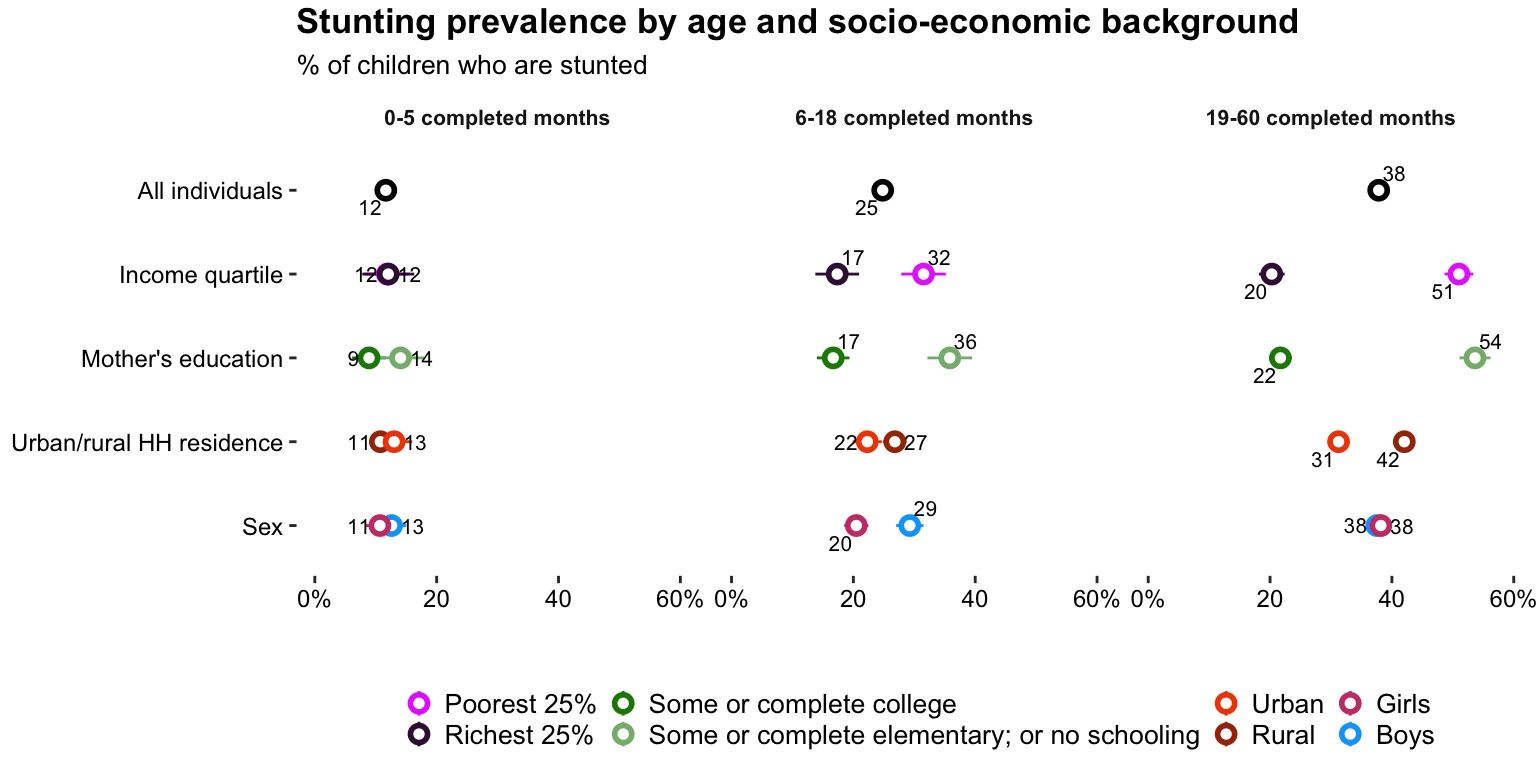 Stunting prevalence by age and socio-economic background
% of children who are stunted
0-5 completed months 6-18 completed months 19-60 completed months
All individuals 12 25 38
Income quartile 12 12 17 32 20 51
Mother's education 9 14 17 36 22 54
Urban/rural HH residence 11 13 22 27 31 42
Sex 11 13 20 29 38 38
0% 20 40 60% 0% 20 40 60% 0% 20 40 60%
Poorest 25% Some or complete college Urban Girls
Richest 25% Some or complete elementary; or no schooling Rural Boys